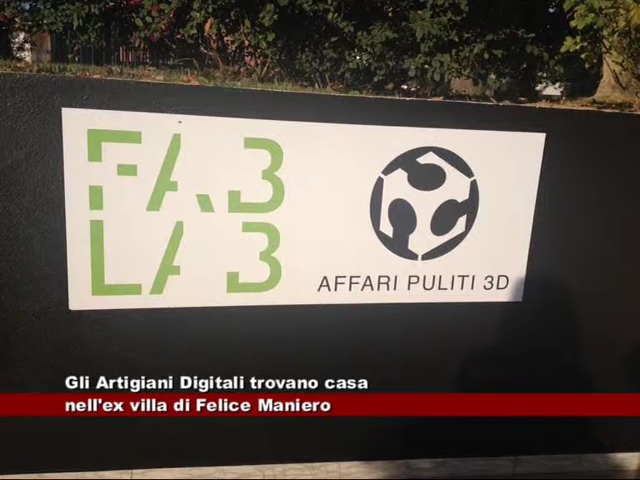 FAB
LAB
AFFARI PULITI 3D
Gli Artigiani Digitali trovano casa
nell'ex villa di Felice Maniero